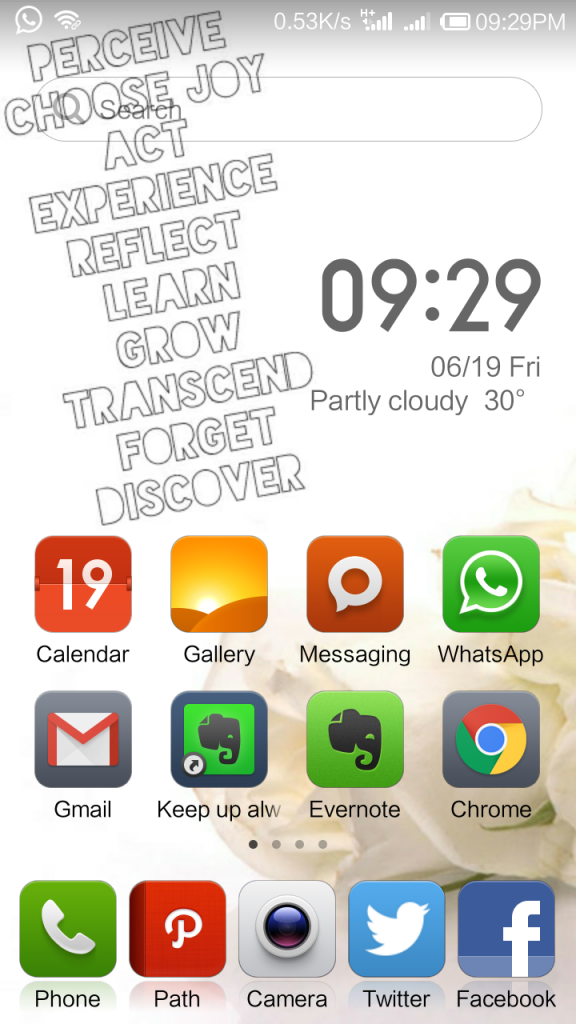 0.53K/s H+ 09:29PM
PERCEIVE
CHOOSE JOY
Search
ACT
EXPERIENCE
REFLECT
LEARN
GROW
TRANSCEND
FORGET
DISCOVER
09:29
06/19 Fri
Partly cloudy 30°
19
Calendar Gallery Messaging WhatsApp
Gmail Keep up alw Evernote Chrome
Phone Path Camera Twitter Facebook